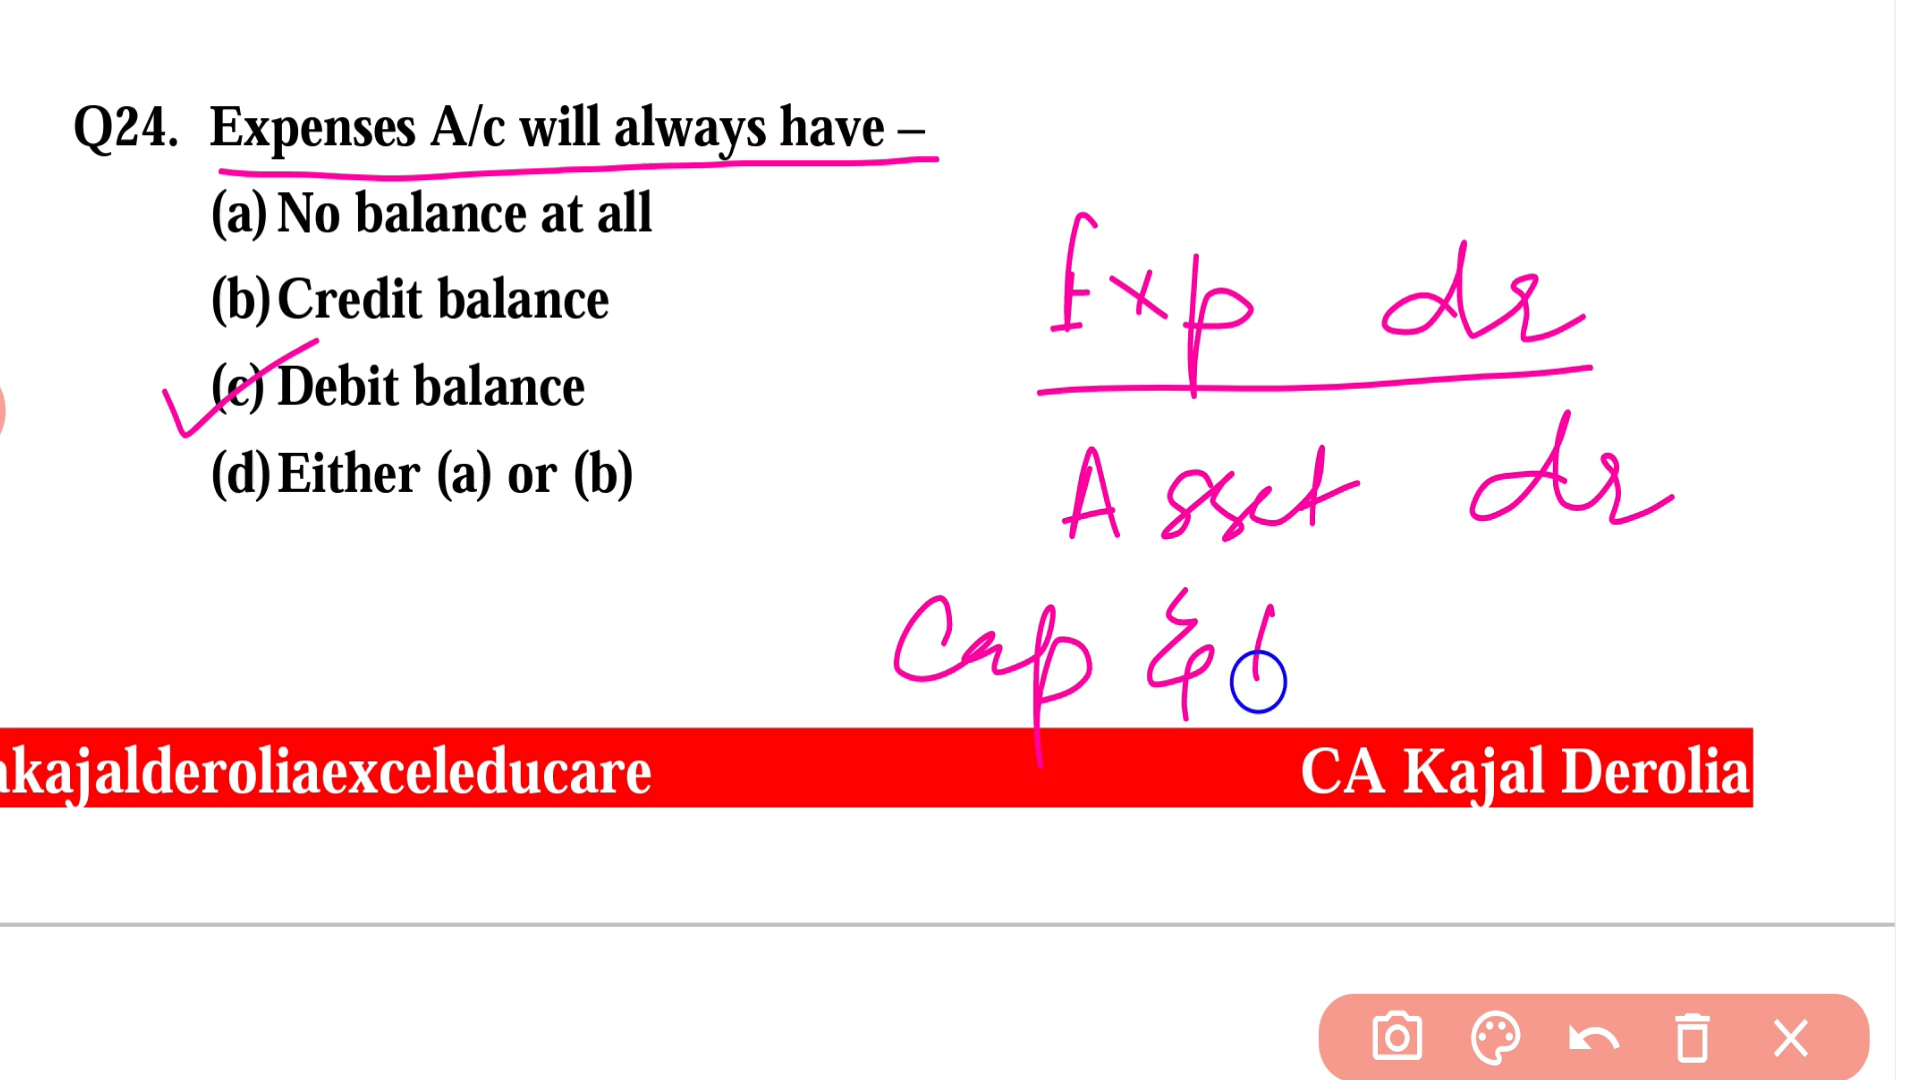 Q24. Expenses A/c will always have –
(a) No balance at all
(b) Credit balance
(c) Debit balance
(d) Either (a) or (b)
Exp dr
Asset dr
Cap &
akajalderoliaexceleducare
CA Kajal Derolia